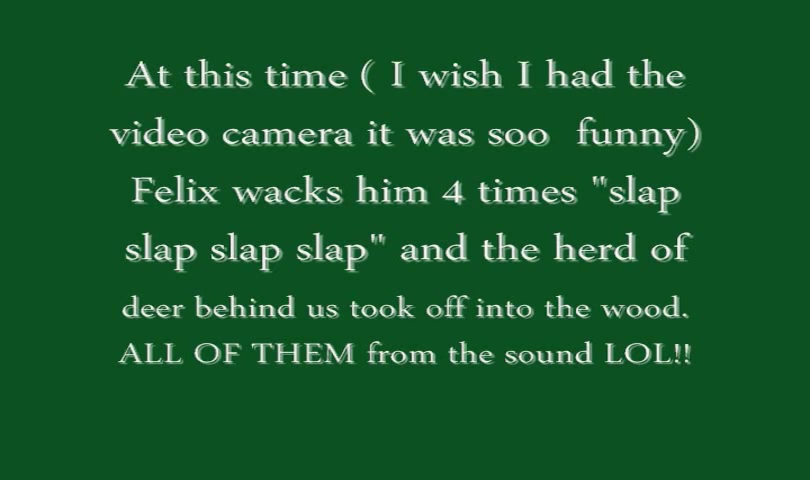 At this time ( I wish I had the
video camera it was soo funny)
Felix wacks him 4 times "slap
slap slap slap" and the herd of
deer behind us took off into the wood.
ALL OF THEM from the sound LOL!!